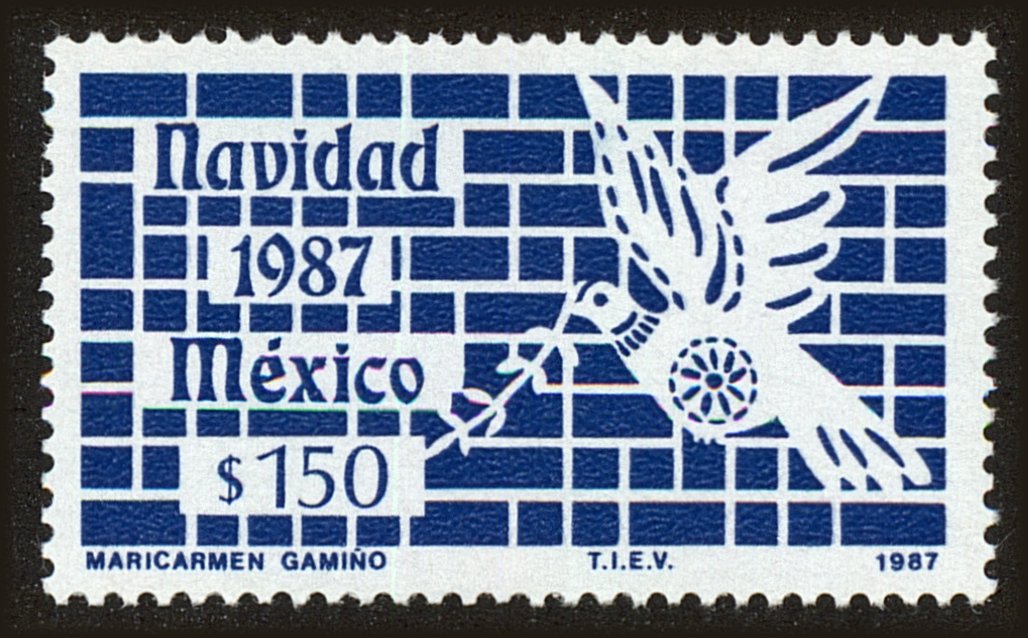 Navidad
1987
México
$150
MARICARMEN GAMIÑO T.I.E.V. 1987